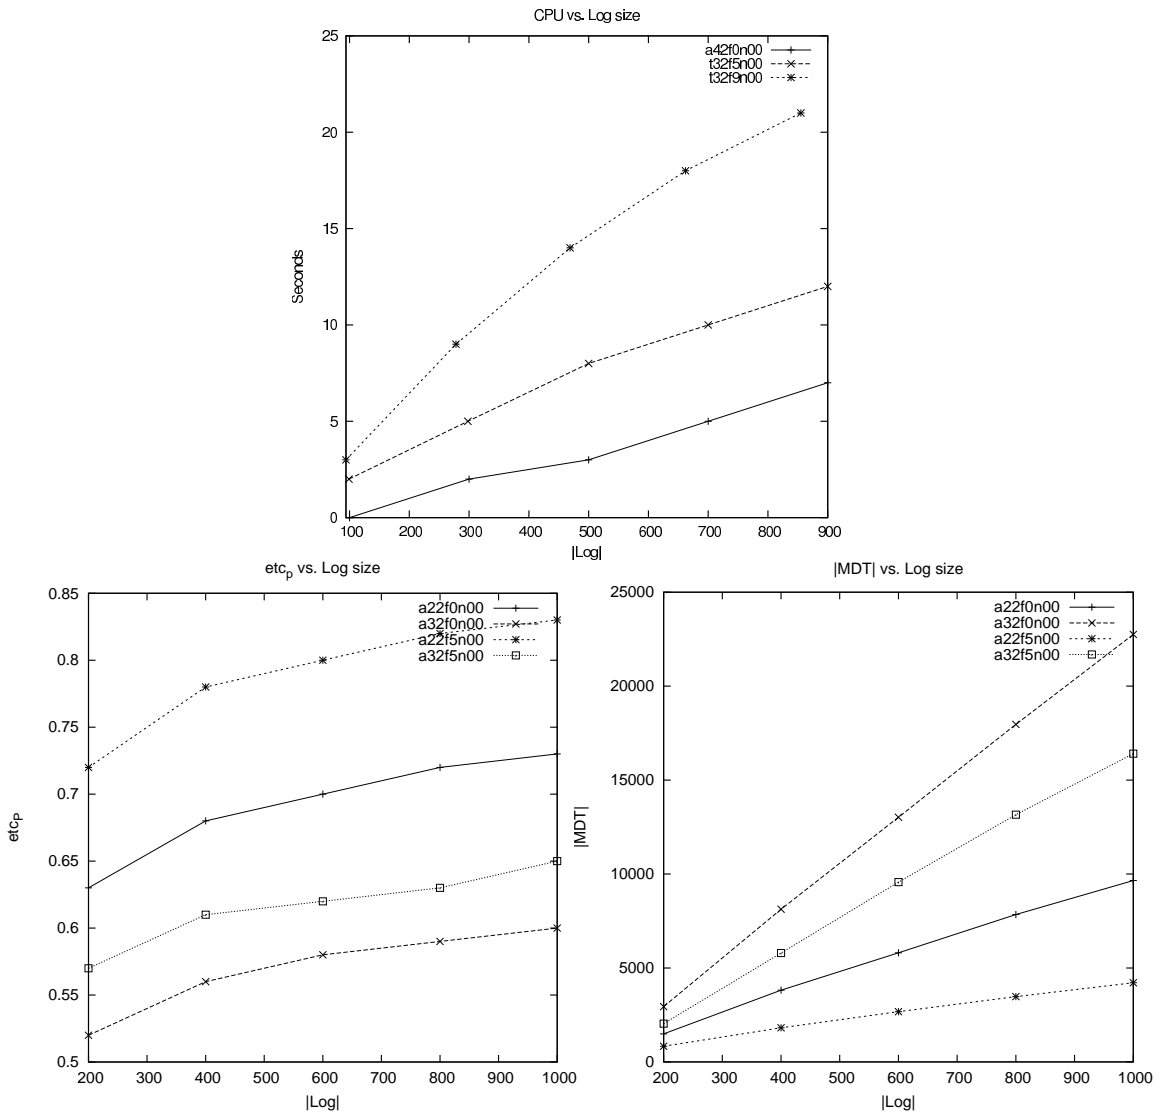 CPU vs. Log size
25
20
15
10
5
0
Seconds
a42f0n00
t32f5n00
t32f9n00
100 200 300 400 500 600 700 800 900
|Log|
etc_p vs. Log size
0.85
0.8
0.75
0.7
0.65
0.6
0.55
0.5
etc_P
a22f0n00
a32f0n00
a22f5n00
a32f5n00
200 300 400 500 600 700 800 900 1000
|Log|
|MDT| vs. Log size
25000
20000
15000
10000
5000
0
|MDT|
a22f0n00
a32f0n00
a22f5n00
a32f5n00
200 300 400 500 600 700 800 900 1000
|Log|